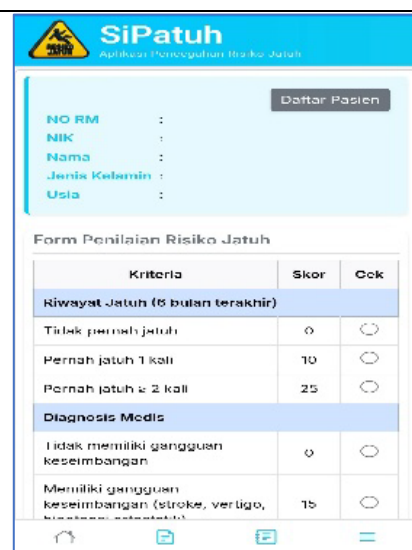 SiPatuh
Aplikasi Pencegahan Risiko Jatuh
Daftar Pasien
NO RM :
NIK :
Nama :
Jenis Kelamin :
Usia :
Form Penilaian Risiko Jatuh
Kriteria Skor Cek
Riwayat Jatuh (6 bulan terakhir)
Tidak pernah jatuh 0
Pernah jatuh 1 kali 10
Pernah jatuh ≥ 2 kali 25
Diagnosis Medis
Tidak memiliki gangguan
keseimbangan 0
Memiliki gangguan
keseimbangan (stroke, vertigo, 15